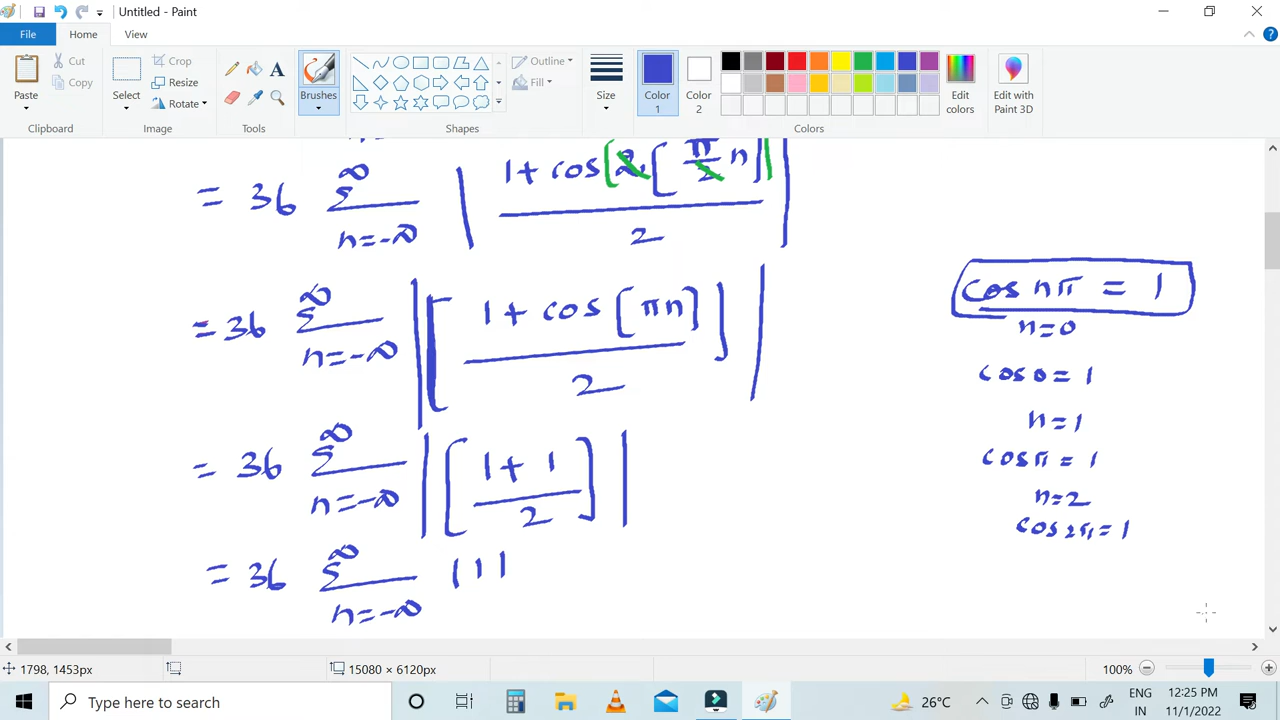 Untitled - Paint
File
Home
View
Paste
Cut
Copy
Clipboard
Select
Crop
Resize
Rotate
Image
Tools
Brushes
Shapes
Outline
Fill
Size
Color 1
Color 2
Edit colors
Edit with Paint 3D
Colors
= 36 Σ |1 + cos[2.[π/2 n]]/2|
∞
n=-∞
= 36 Σ |[1 + cos[πn]/2]|
∞
n=-∞
= 36 Σ |[1 + 1/2]|
∞
n=-∞
= 36 Σ |1|
∞
n=-∞
cos nπ = 1
n=0
cos 0 = 1
n=1
cos π = 1
n=2
cos 2π = 1
1798, 1453px
15080 × 6120px
100%
Type here to search
26°C
ENG
IN
12:25 PM
11/1/2022